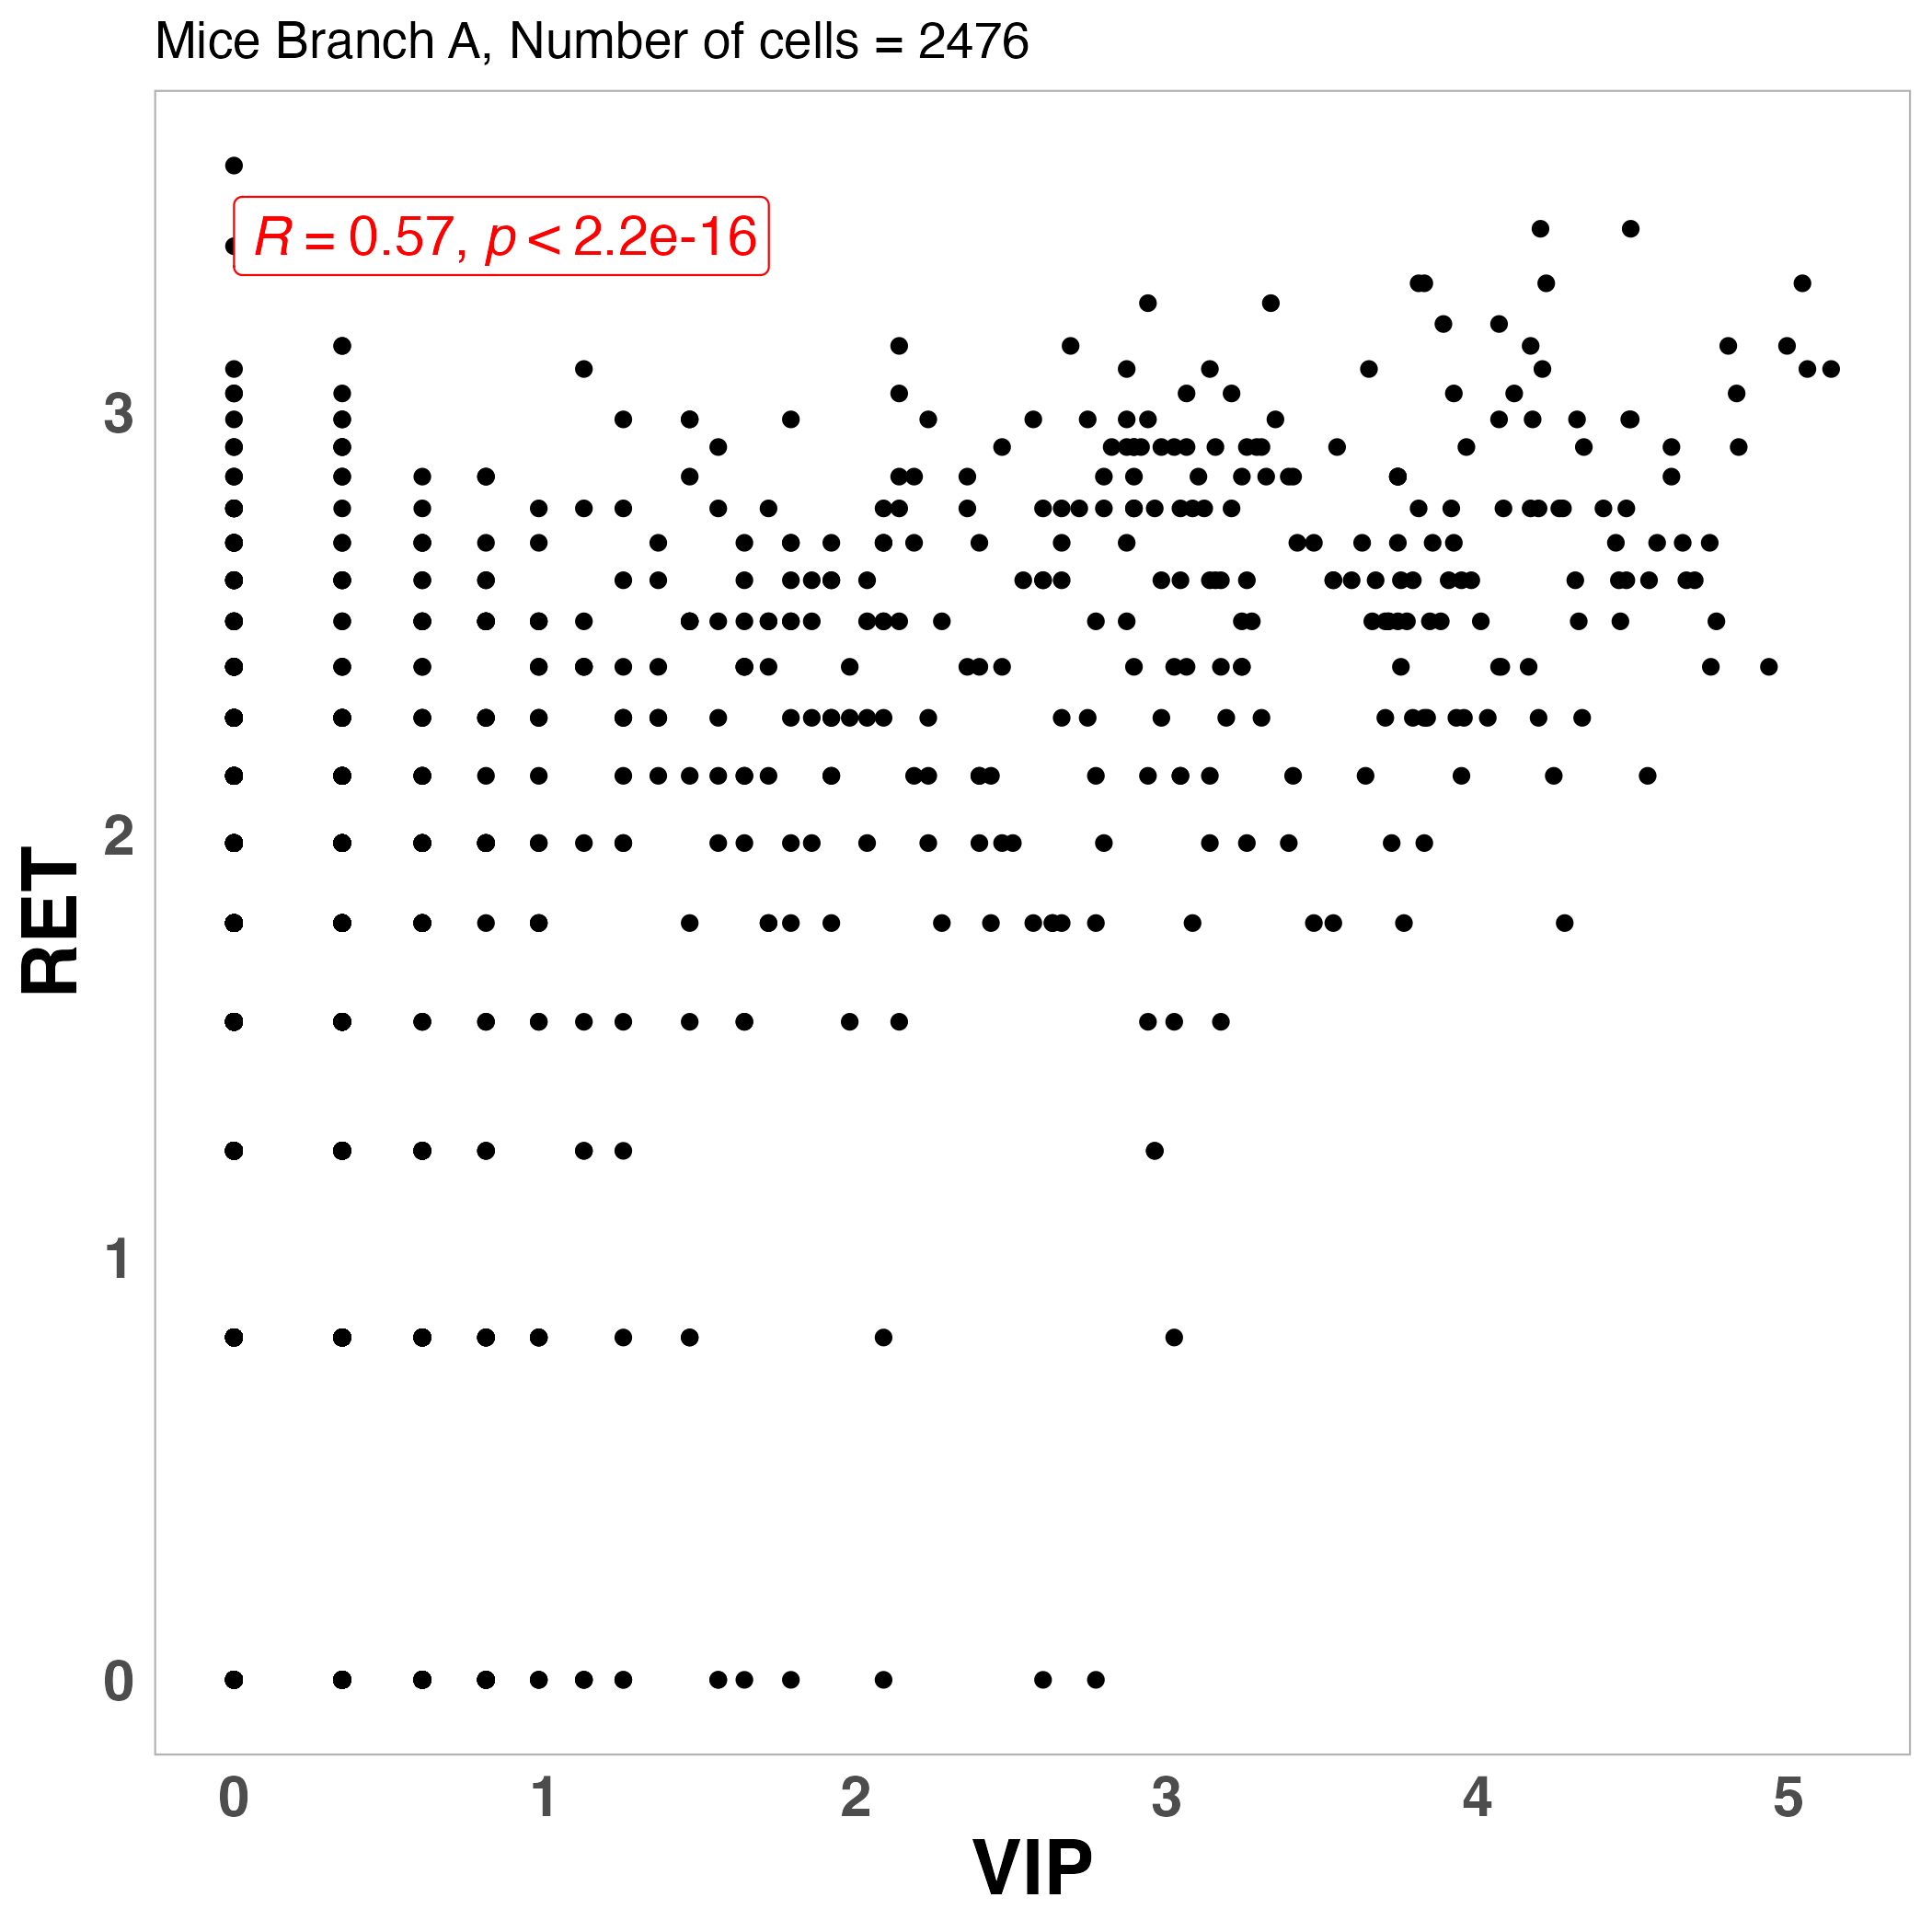 Mice Branch A, Number of cells = 2476
R = 0.57, p < 2.2e-16
3
2
1
0
RET
0 1 2 3 4 5
VIP